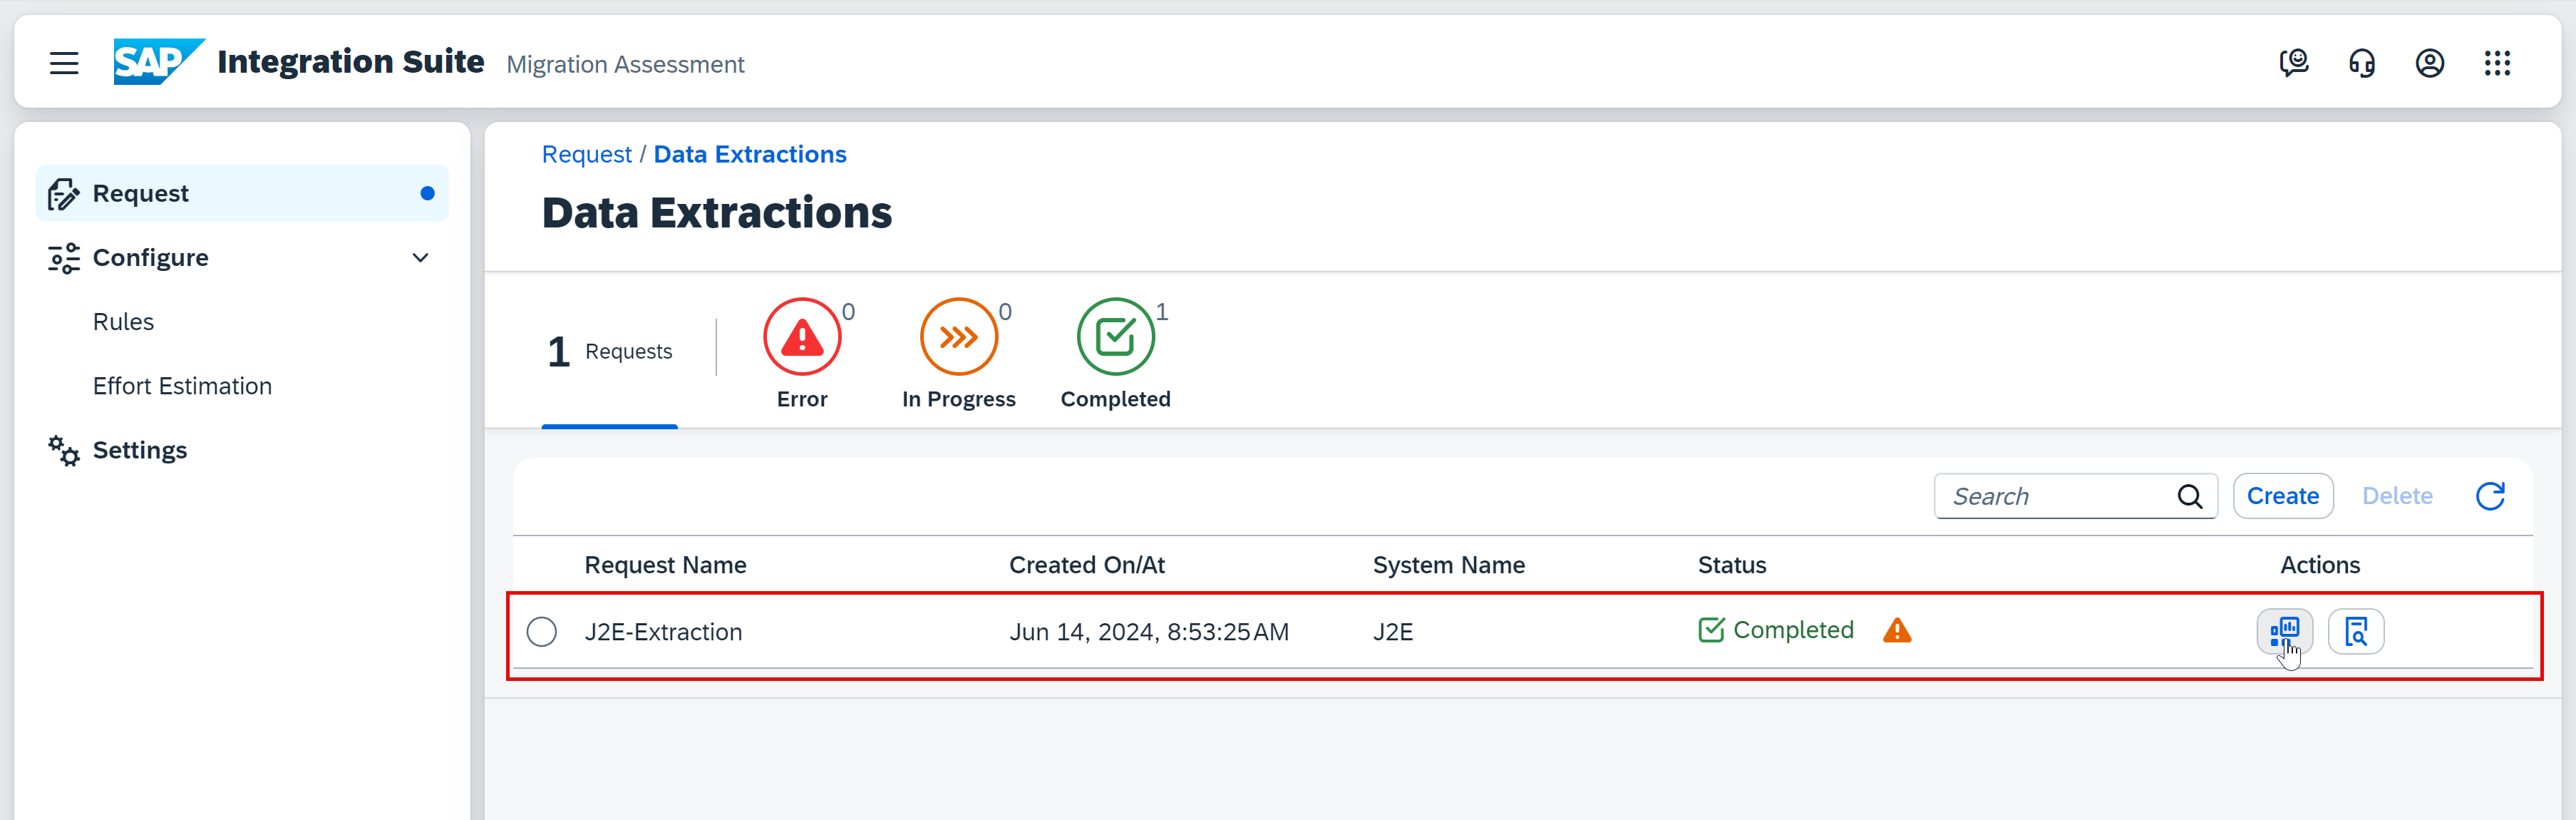 SAP Integration Suite Migration Assessment
Request
Configure
Rules
Effort Estimation
Settings
Request / Data Extractions
Data Extractions
1 Requests
0
Error
0
In Progress
1
Completed
Search Create Delete
Request Name Created On/At System Name Status Actions
J2E-Extraction Jun 14, 2024, 8:53:25 AM J2E Completed